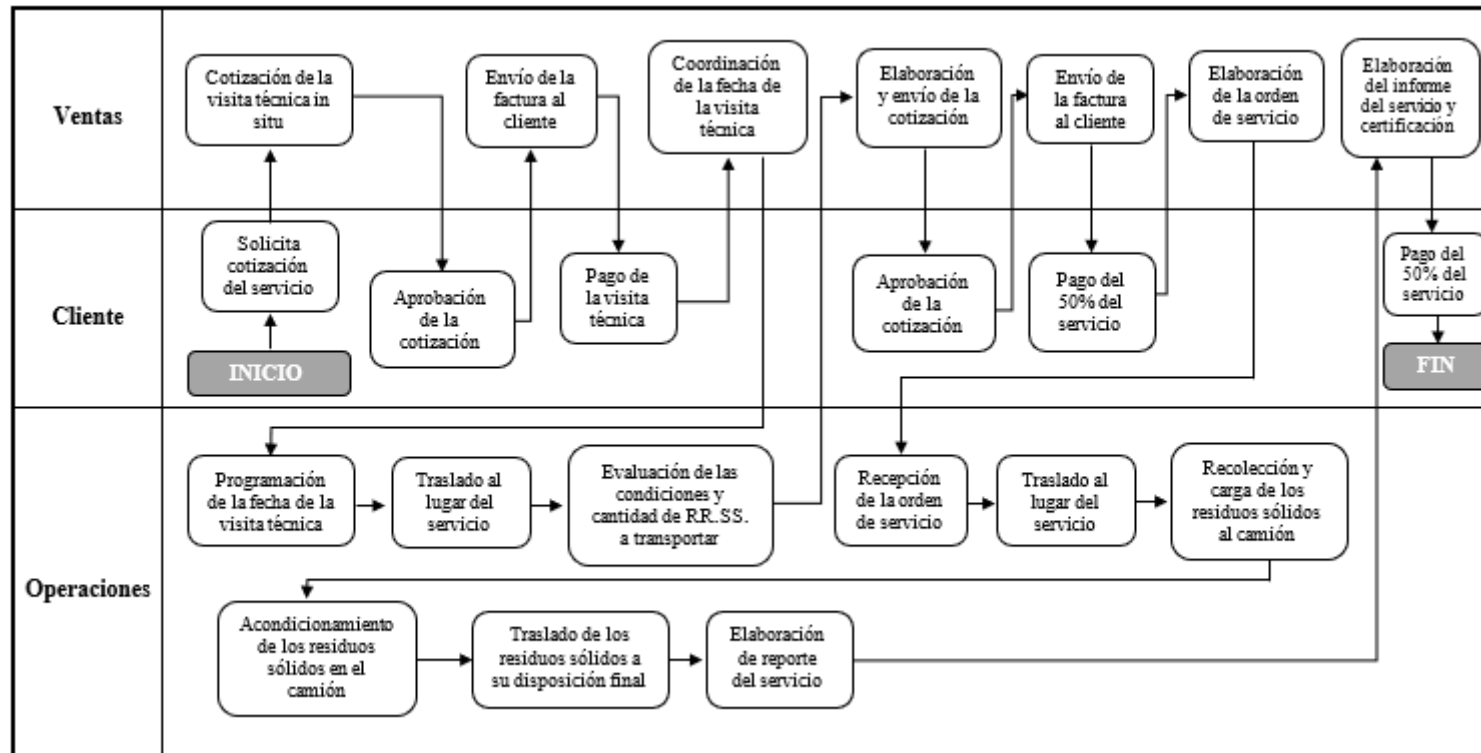 Ventas
Cotización de la
visita técnica in
situ
Envío de la
factura al
cliente
Coordinación
de la fecha de
la visita
técnica
Elaboración
y envío de la
cotización
Envío de
la factura al
cliente
Elaboración
de la orden
de servicio
Elaboración
del informe
del servicio y
certificación
Cliente
Solicita
cotización
del servicio
INICIO
Aprobación
de la
cotización
Pago de
la visita
técnica
Aprobación
de la
cotización
Pago del
50% del
servicio
Pago del
50% del
servicio
FIN
Operaciones
Programación
de la fecha de la
visita técnica
Traslado al
lugar del
servicio
Evaluación de las
condiciones y
cantidad de RR.SS.
a transportar
Recepción
de la orden
de servicio
Traslado al
lugar del
servicio
Recolección y
carga de los
residuos sólidos
al camión
Acondicionamiento
de los residuos
sólidos en el
camión
Traslado de los
residuos sólidos a
su disposición final
Elaboración
de reporte
del servicio